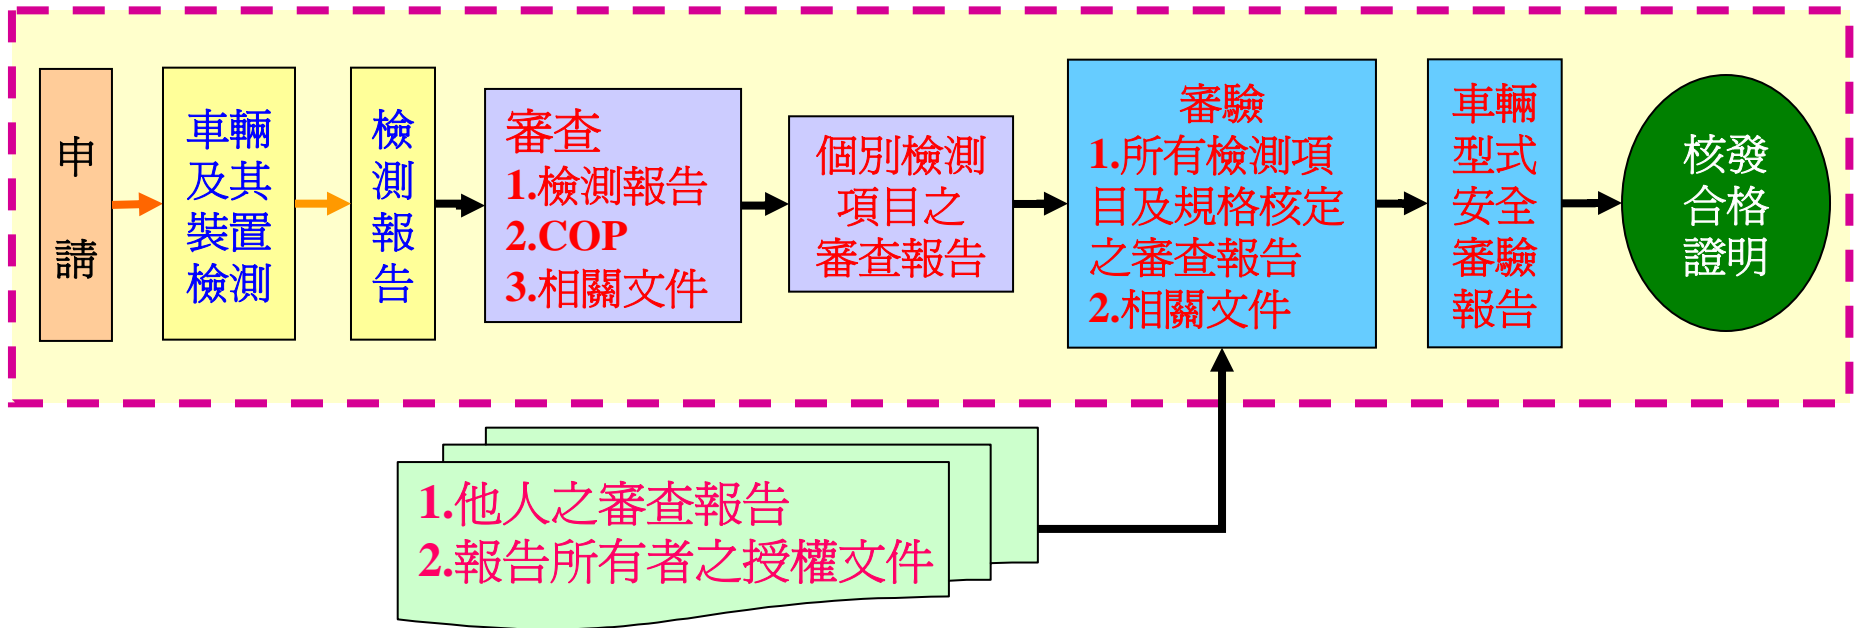 申
請
車輛
及其
裝置
檢測
檢
測
報
告
審查
1.檢測報告
2.COP
3.相關文件
個別檢測
項目之
審查報告
審驗
1.所有檢測項
目及規格核定
之審查報告
2.相關文件
車輛
型式
安全
審驗
報告
核發
合格
證明
1.他人之審查報告
2.報告所有者之授權文件